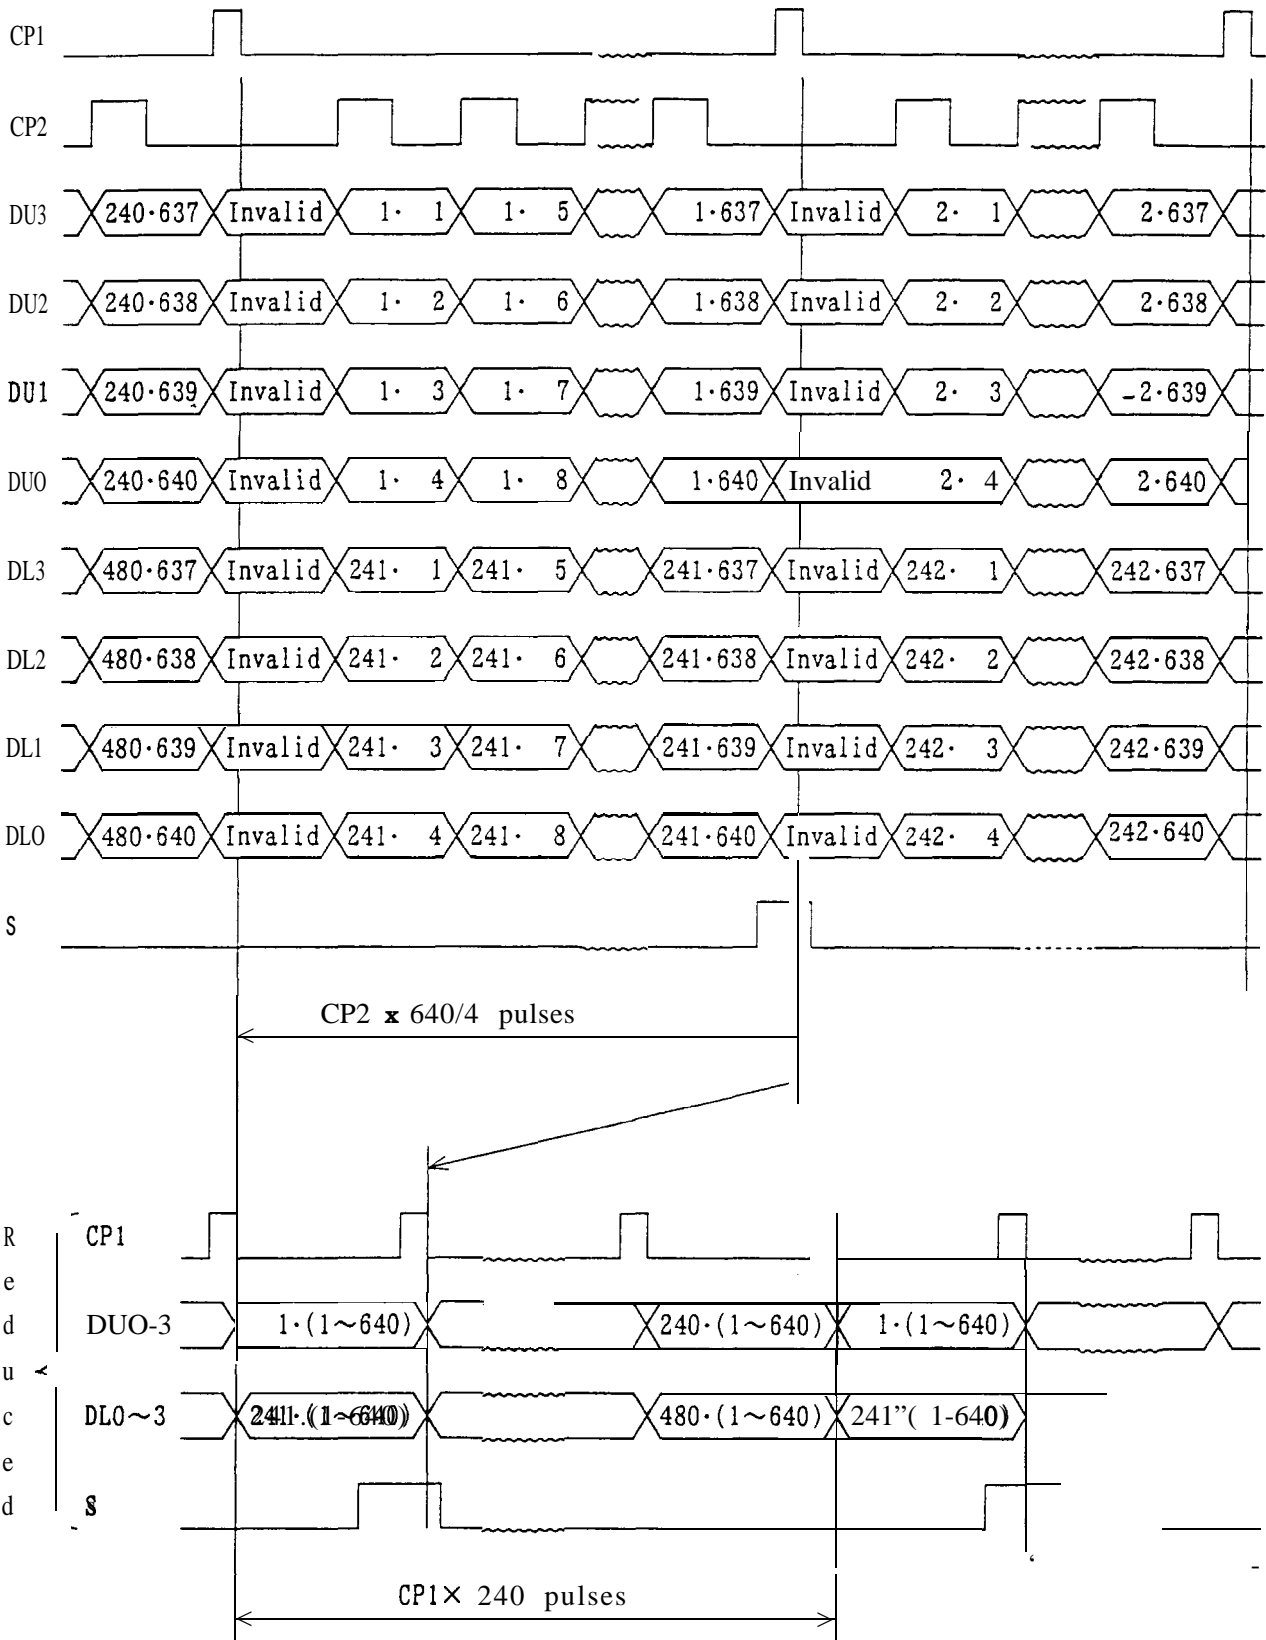 CP1
CP2
DU3 240·637 Invalid 1· 1 1· 5 1·637 Invalid 2· 1 2·637
DU2 240·638 Invalid 1· 2 1· 6 1·638 Invalid 2· 2 2·638
DU1 240·639 Invalid 1· 3 1· 7 1·639 Invalid 2· 3 -2·639
DU0 240·640 Invalid 1· 4 1· 8 1·640 Invalid 2· 4 2·640
DL3 480·637 Invalid 241· 1 241· 5 241·637 Invalid 242· 1 242·637
DL2 480·638 Invalid 241· 2 241· 6 241·638 Invalid 242· 2 242·638
DL1 480·639 Invalid 241· 3 241· 7 241·639 Invalid 242· 3 242·639
DL0 480·640 Invalid 241· 4 241· 8 241·640 Invalid 242· 4 242·640
S
CP2 x 640/4 pulses
Reduced
CP1
DU0-3 1·(1~640) 240·(1~640) 1·(1~640)
DL0~3 241·(1~640) 480·(1~640) 241”( 1-640)
S
CP1× 240 pulses